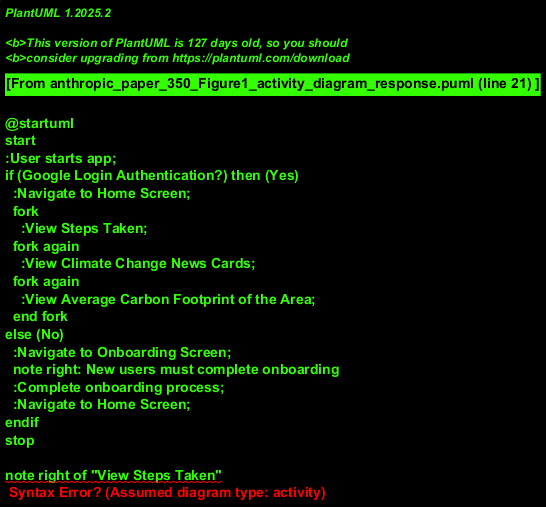 PlantUML 1.2025.2
<b>This version of PlantUML is 127 days old, so you should
<b>consider upgrading from https://plantuml.com/download
[From anthropic_paper_350_Figure1_activity_diagram_response.puml (line 21) ]
@startuml
start
:User starts app;
if (Google Login Authentication?) then (Yes)
:Navigate to Home Screen;
fork
:View Steps Taken;
fork again
:View Climate Change News Cards;
fork again
:View Average Carbon Footprint of the Area;
end fork
else (No)
:Navigate to Onboarding Screen;
note right: New users must complete onboarding
:Complete onboarding process;
:Navigate to Home Screen;
endif
stop
note right of "View Steps Taken"
Syntax Error? (Assumed diagram type: activity)